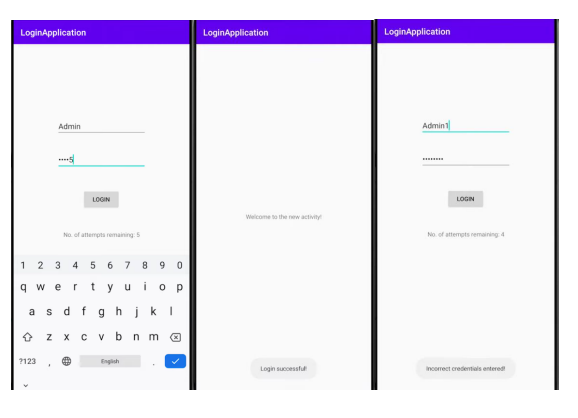 LoginApplication
Admin
••••5
LOGIN
No. of attempts remaining: 5
1 2 3 4 5 6 7 8 9 0
q w e r t y u i o p
a s d f g h j k l
z x c v b n m
?123 , English .
LoginApplication
Welcome to the new activity!
Login successful!
LoginApplication
Admin1
••••••••
LOGIN
No. of attempts remaining: 4
Incorrect credentials entered!